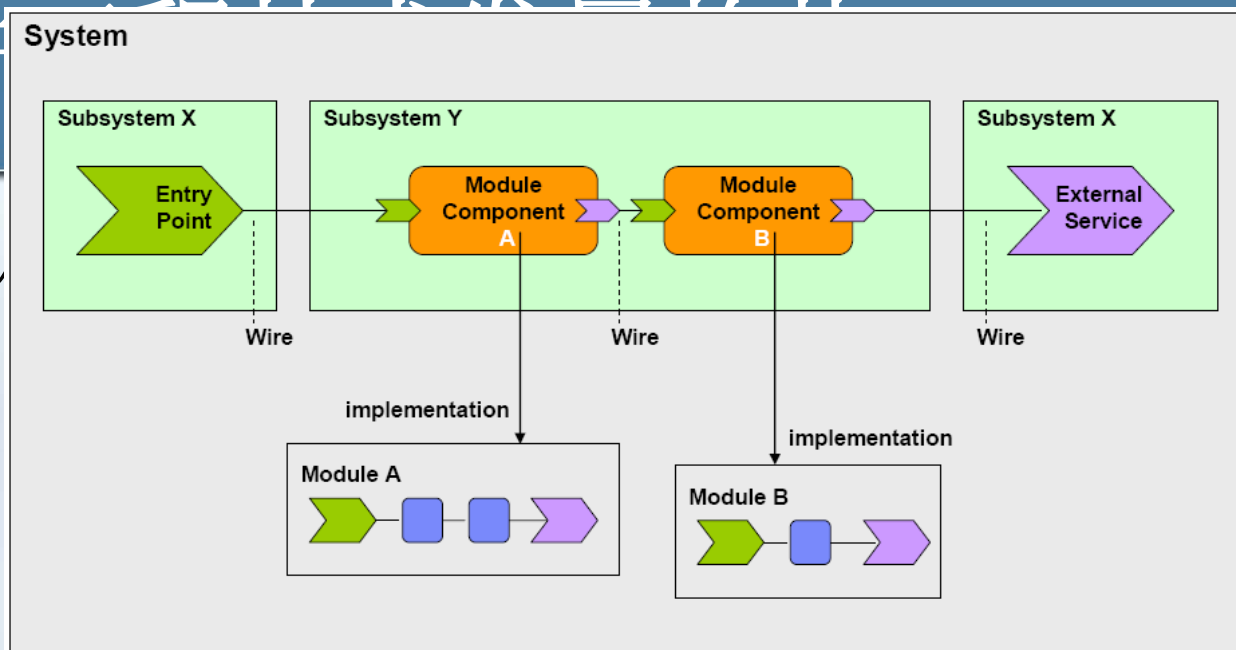 System
Subsystem X
Subsystem Y
Subsystem X
Entry
Point
Module
Component
A
Module
Component
B
External
Service
Wire
Wire
Wire
implementation
implementation
Module A
Module B